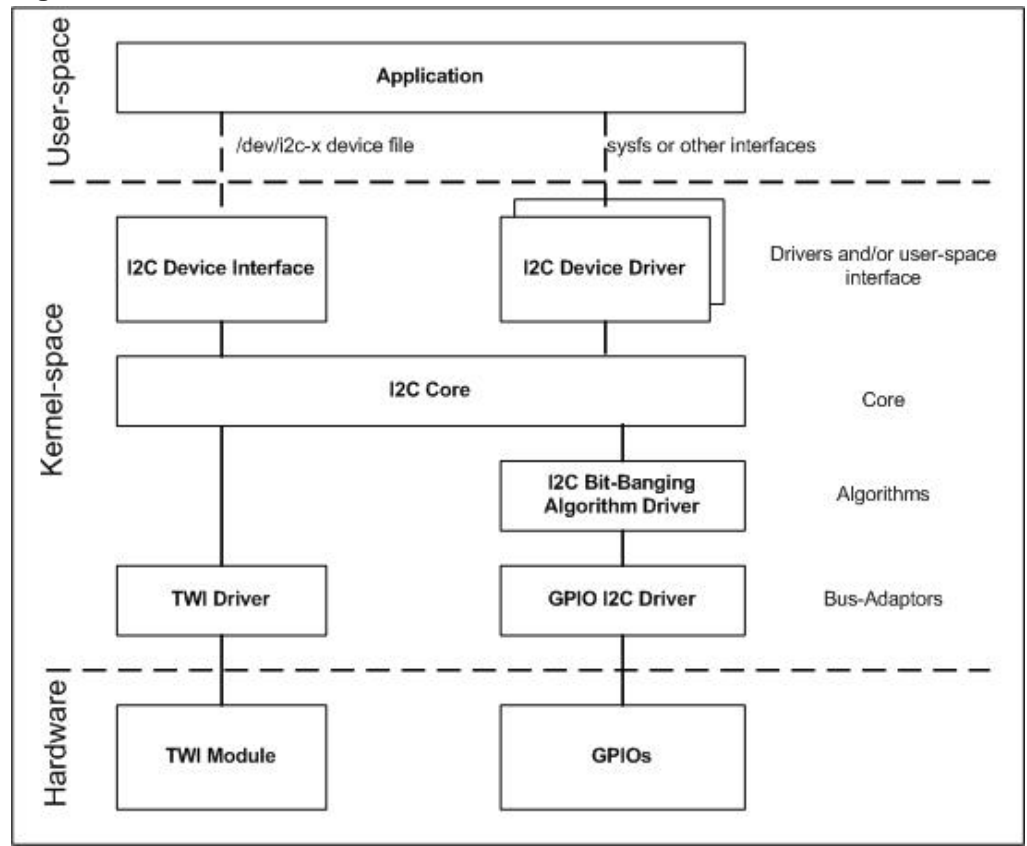 User-space
Application
/dev/i2c-x device file
sysfs or other interfaces
Kernel-space
I2C Device Interface
I2C Device Driver
Drivers and/or user-space
interface
I2C Core
Core
I2C Bit-Banging
Algorithm Driver
Algorithms
TWI Driver
GPIO I2C Driver
Bus-Adaptors
Hardware
TWI Module
GPIOs